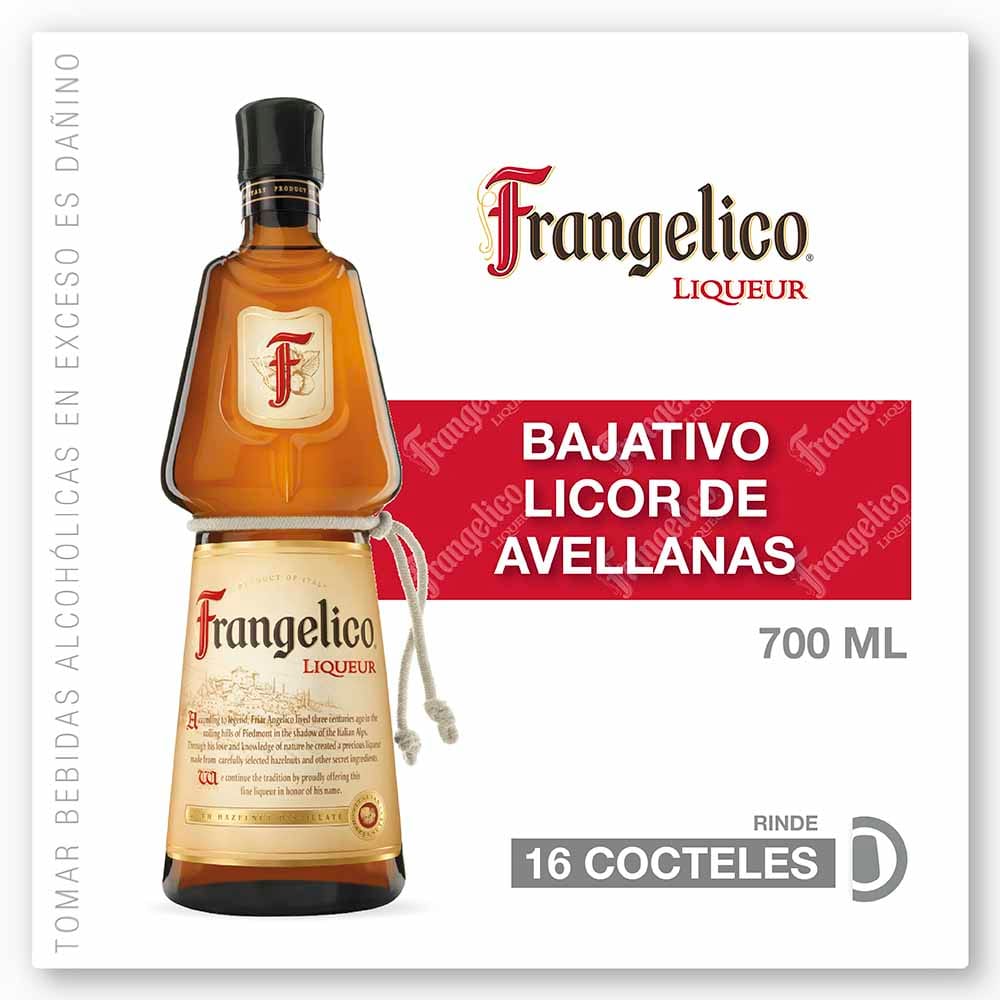 TOMAR BEBIDAS ALCOHÓLICAS EN EXCESO ES DAÑINO
ITALY PRODUCT
F
PRODUCT OF ITALY
Frangelico
LIQUEUR
According to legend, Friar Angelico lived three centuries ago in the
rolling hills of Piedmont in the shadow of the Italian Alps.
Through his love and knowledge of nature he created a precious liqueur
made from carefully selected hazelnuts and other secret ingredients.
We continue the tradition by proudly offering this
fine liqueur in honor of his name.
HAZELNUT DISTILLATE
Frangelico®
LIQUEUR
BAJATIVO
LICOR DE
AVELLANAS
700 ML
RINDE
16 COCTELES